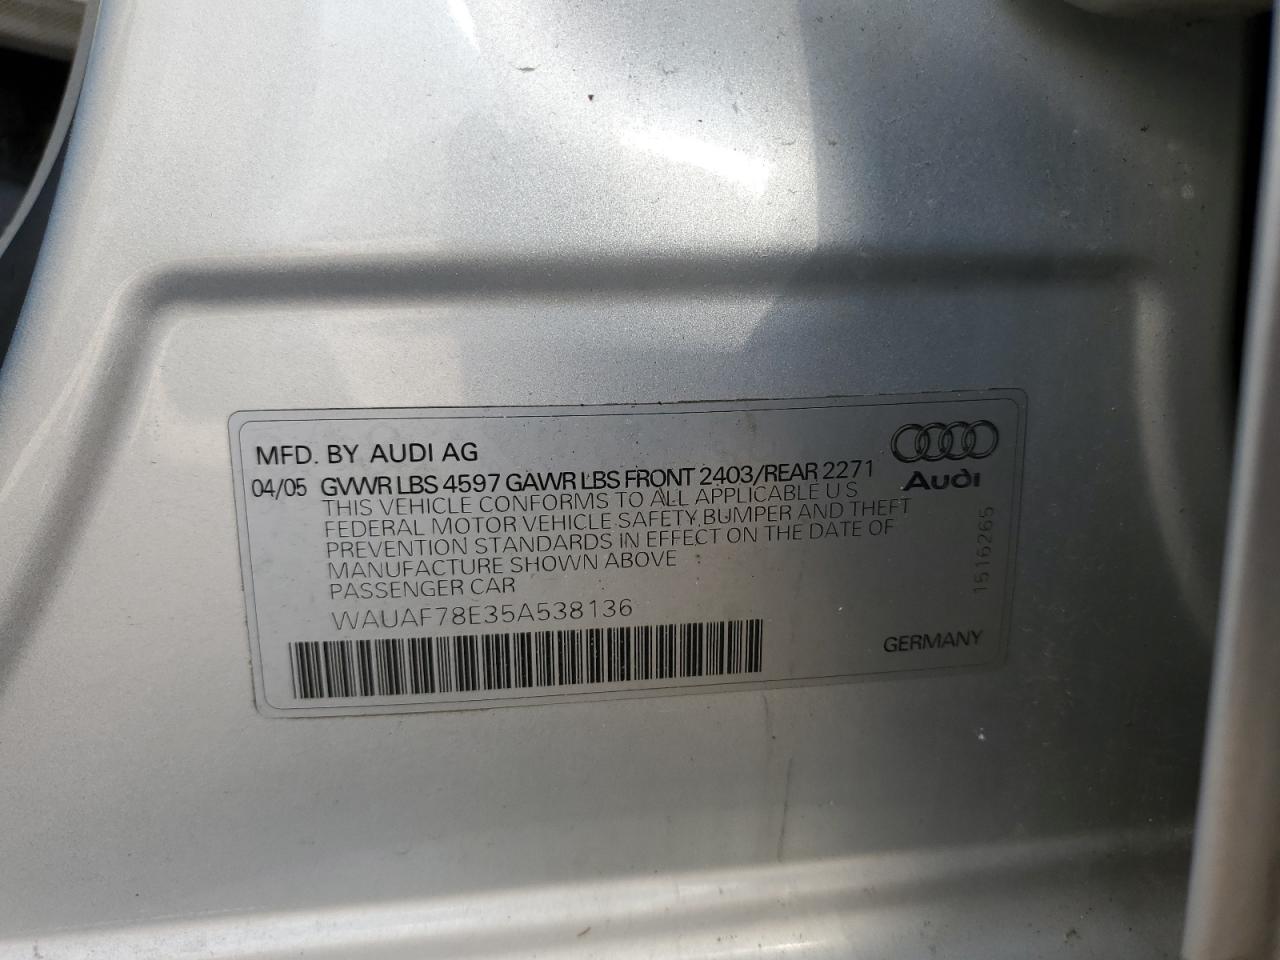 MFD. BY AUDI AG
04/05 GVWR LBS 4597 GAWR LBS FRONT 2403/REAR 2271
THIS VEHICLE CONFORMS TO ALL APPLICABLE U S
FEDERAL MOTOR VEHICLE SAFETY, BUMPER AND THEFT
PREVENTION STANDARDS IN EFFECT ON THE DATE OF
MANUFACTURE SHOWN ABOVE
PASSENGER CAR
WAUAF78E35A538136
Audi
1516265
GERMANY